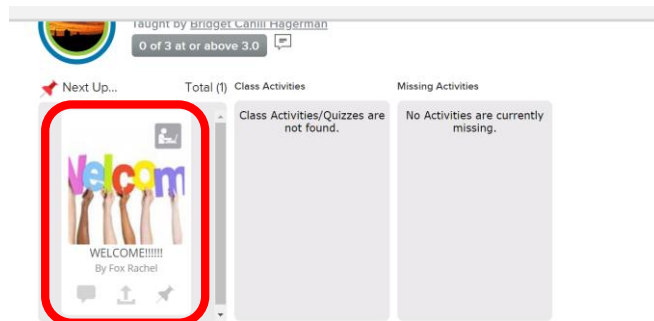 Taught by Bridget Cahill Hagerman
0 of 3 at or above 3.0
Next Up... Total (1) Class Activities Missing Activities
Class Activities/Quizzes are
not found.
No Activities are currently
missing.
Welcom
WELCOME!!!!!!
By Fox Rachel